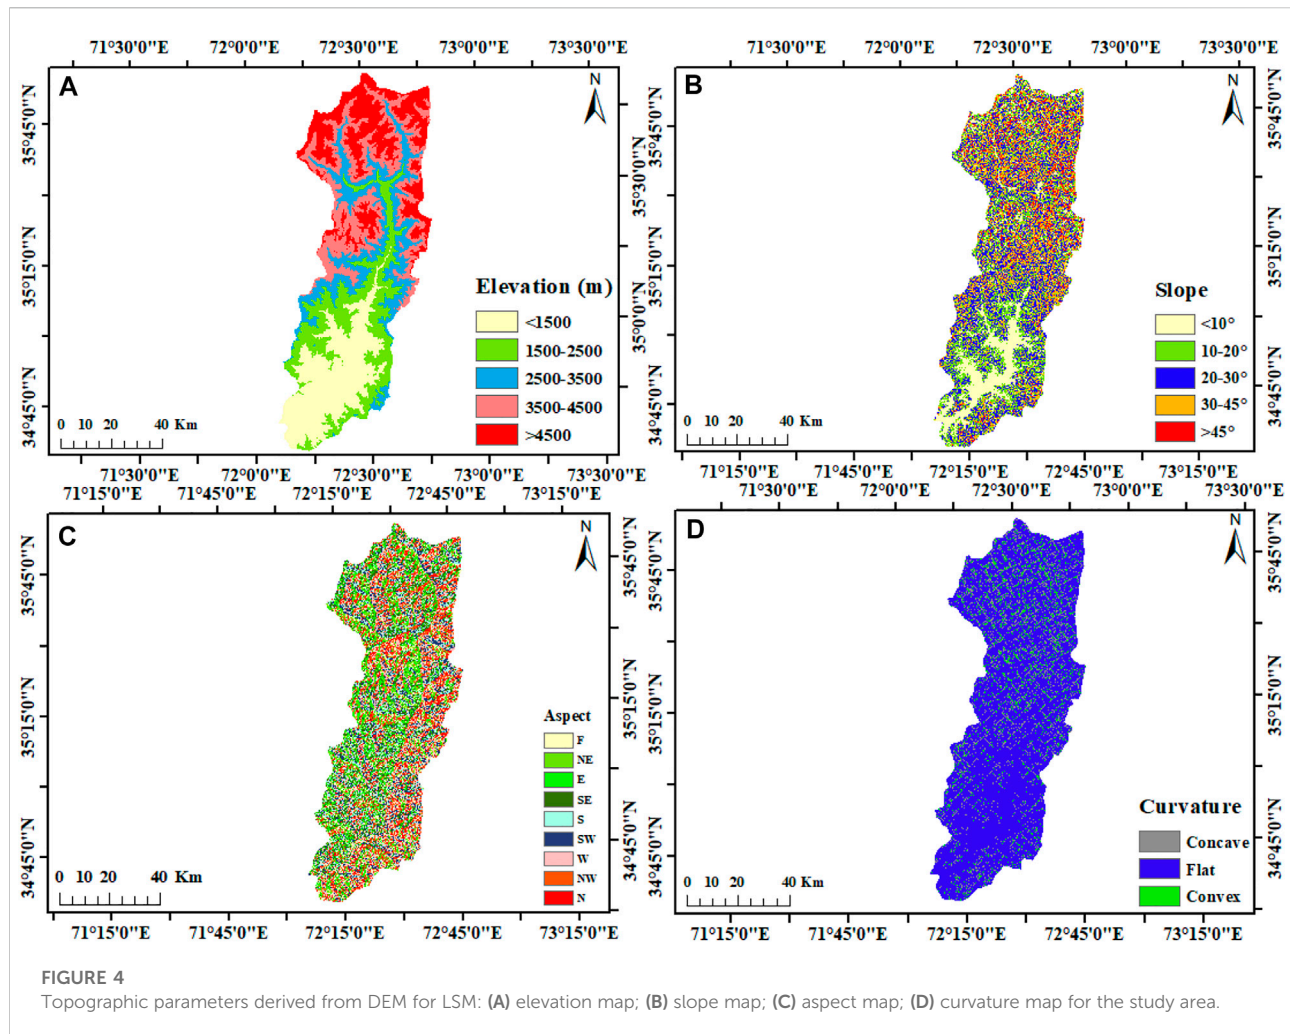 71°30'0"E 72°0'0"E 72°30'0"E 73°0'0"E 73°30'0"E
A
N
35°45'0"N
35°15'0"N
34°45'0"N
35°45'0"N
35°30'0"N
35°0'0"N
Elevation (m)
<1500
1500-2500
2500-3500
3500-4500
>4500
0 10 20 40 Km
71°30'0"E 72°0'0"E 72°30'0"E 73°0'0"E 73°30'0"E
72°0'0"E 72°30'0"E 73°0'0"E 73°30'0"E
B
N
35°45'0"N
35°15'0"N
34°45'0"N
35°45'0"N
35°15'0"N
34°45'0"N
Slope
<10°
10-20°
20-30°
30-45°
>45°
0 10 20 40 Km
71°15'0"E 71°45'0"E 72°15'0"E 72°45'0"E 73°15'0"E
71°15'0"E 71°45'0"E 72°15'0"E 72°45'0"E 73°15'0"E
C
N
35°45'0"N
35°15'0"N
34°45'0"N
35°45'0"N
35°15'0"N
34°45'0"N
Aspect
F
NE
E
SE
S
SW
W
NW
N
0 10 20 40 Km
71°15'0"E 71°45'0"E 72°15'0"E 72°45'0"E 73°15'0"E
71°30'0"E 72°0'0"E 72°30'0"E 73°0'0"E 73°30'0"E
D
N
35°45'0"N
35°15'0"N
34°45'0"N
35°45'0"N
35°15'0"N
34°45'0"N
Curvature
Concave
Flat
Convex
0 10 20 40 Km
71°15'0"E 71°45'0"E 72°15'0"E 72°45'0"E 73°15'0"E
FIGURE 4
Topographic parameters derived from DEM for LSM: (A) elevation map; (B) slope map; (C) aspect map; (D) curvature map for the study area.